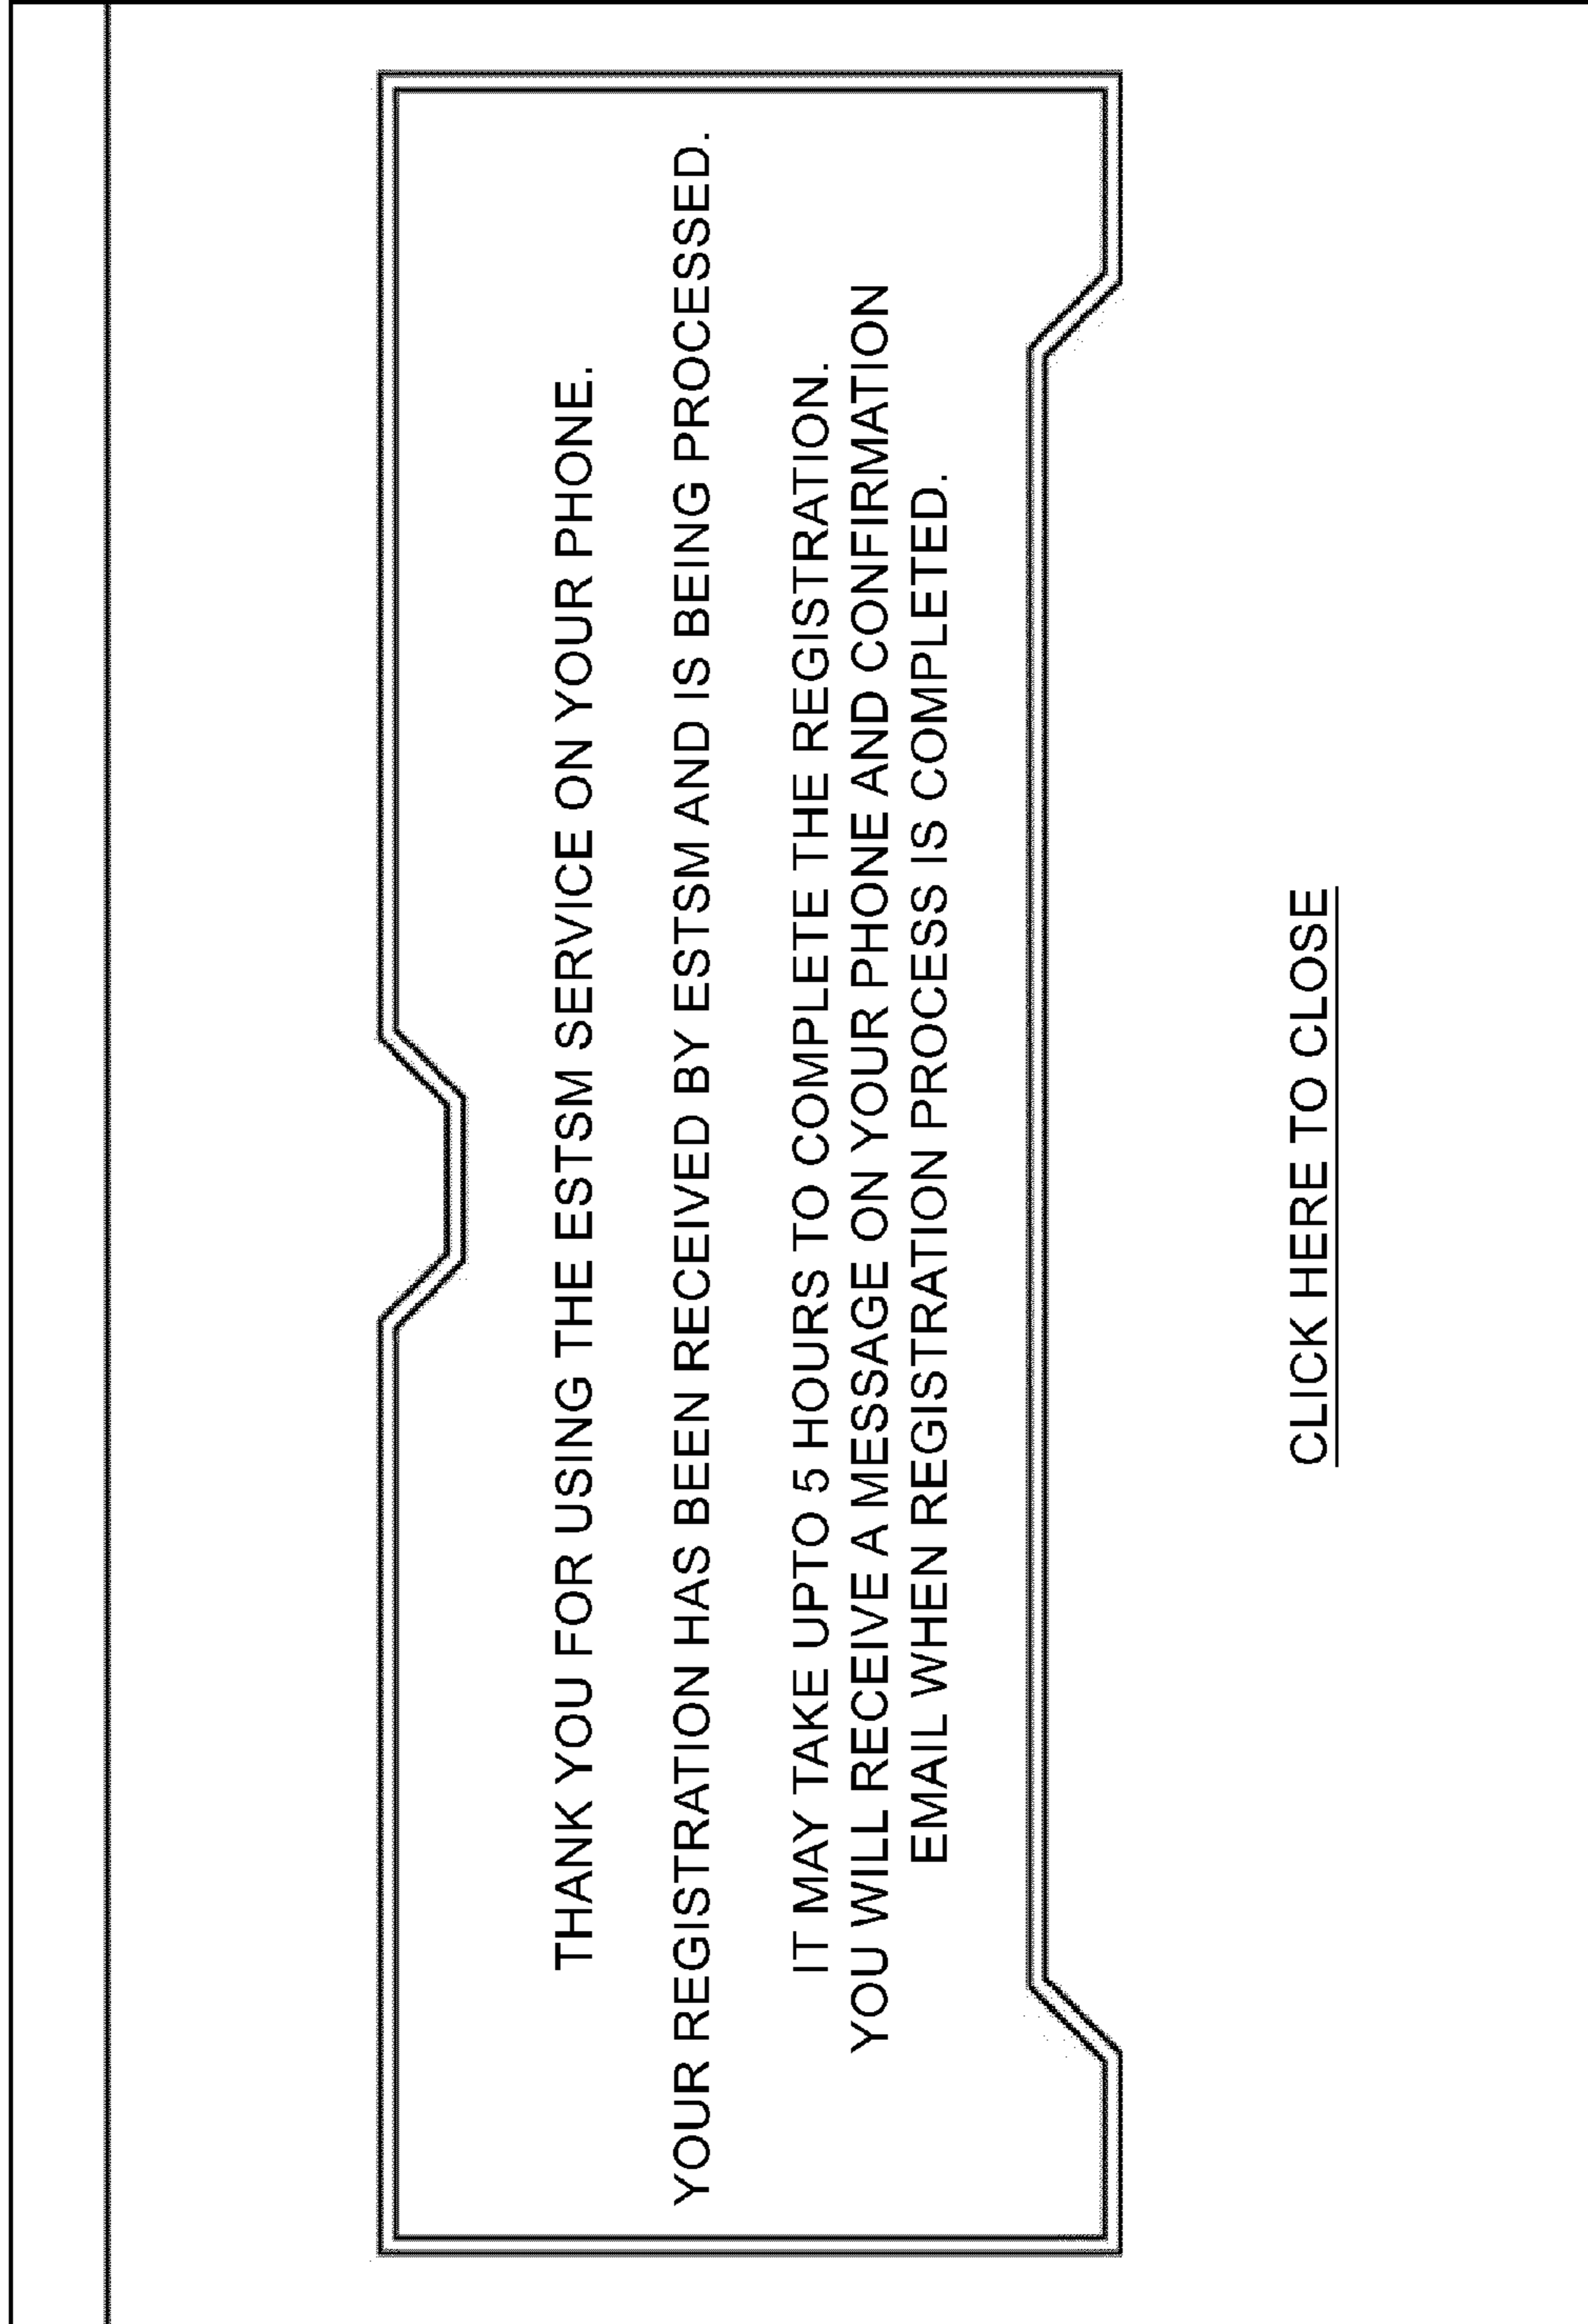 THANK YOU FOR USING THE ESTSM SERVICE ON YOUR PHONE.
YOUR REGISTRATION HAS BEEN RECEIVED BY ESTSM AND IS BEING PROCESSED.
IT MAY TAKE UPTO 5 HOURS TO COMPLETE THE REGISTRATION.
YOU WILL RECEIVE A MESSAGE ON YOUR PHONE AND CONFIRMATION
EMAIL WHEN REGISTRATION PROCESS IS COMPLETED.
CLICK HERE TO CLOSE